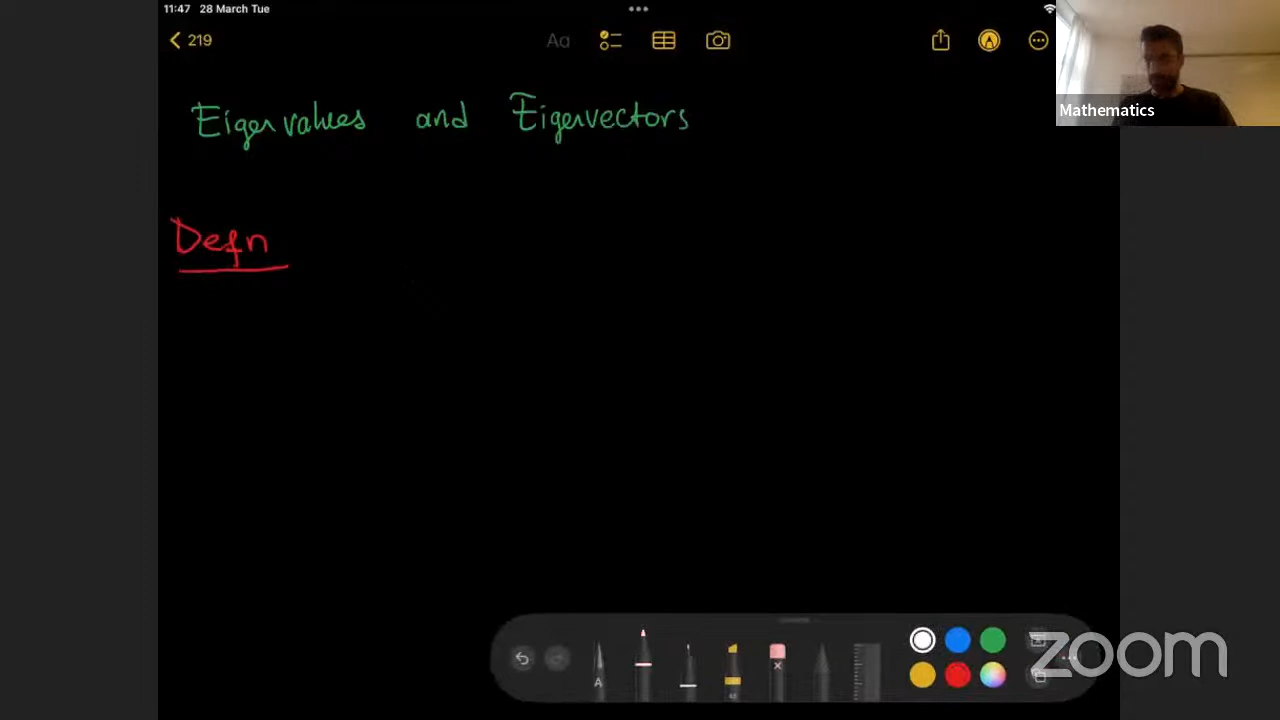 11:47 28 March Tue
219
Aa
Mathematics
Eigenvalues and Eigenvectors
Defn
A
zoom